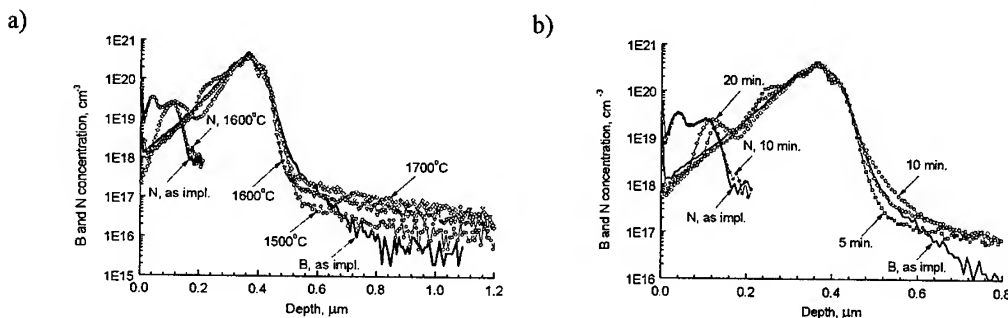 a)
B and N concentration, cm-3
1E21
1E20
1E19
1E18
1E17
1E16
1E15
N, 1600°C
N, as impl.
1700°C
1600°C
1500°C
B, as impl.
0.0 0.2 0.4 0.6 0.8 1.0 1.2
Depth, μm
b)
B and N concentration, cm-3
1E21
1E20
1E19
1E18
1E17
1E16
20 min.
N, 10 min.
N, as impl.
10 min.
5 min.
B, as impl.
0.0 0.2 0.4 0.6 0.8
Depth, μm